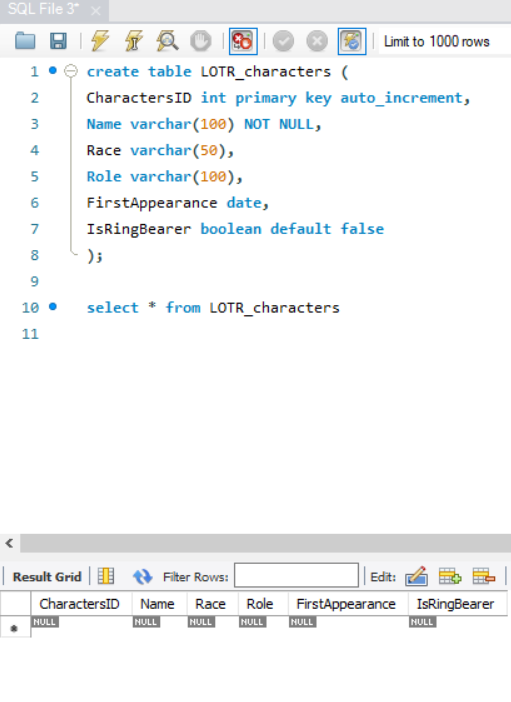 SQL File 3*
Limit to 1000 rows
1 create table LOTR_characters (
2 CharactersID int primary key auto_increment,
3 Name varchar(100) NOT NULL,
4 Race varchar(50),
5 Role varchar(100),
6 FirstAppearance date,
7 IsRingBearer boolean default false
8 );
9
10 select * from LOTR_characters
11
Result Grid Filter Rows: Edit:
CharactersID Name Race Role FirstAppearance IsRingBearer
* NULL NULL NULL NULL NULL NULL